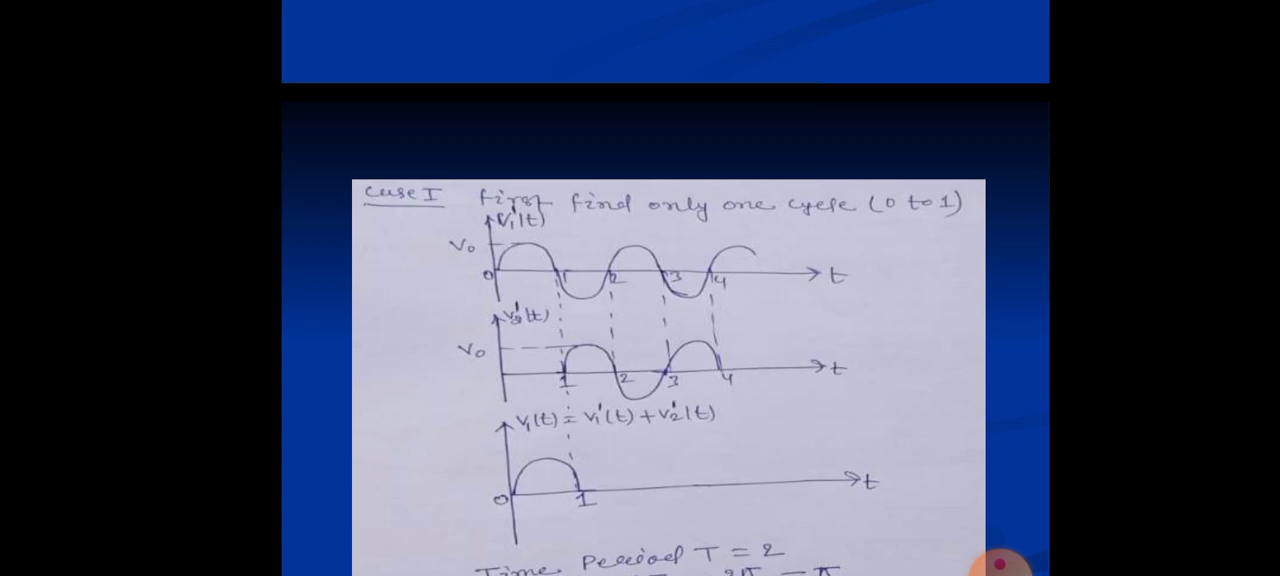 Case I First find only one cycle (0 to 1)
V₁'(t)
V₀
0 1 2 3 4 t
V₂'(t)
V₀
1 2 3 4 t
V₁(t) = V₁'(t) + V₂'(t)
0 1 t
Time Period T = 2
2π = π